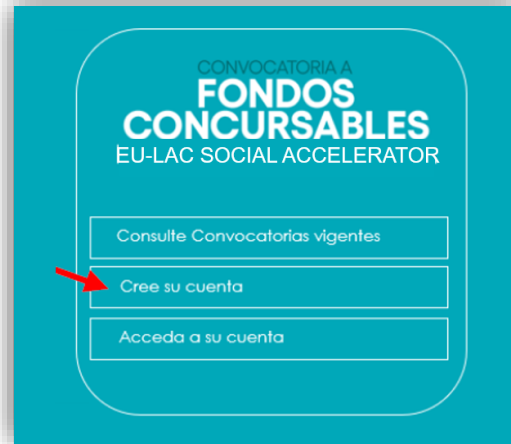 CONVOCATORIA A
FONDOS
CONCURSABLES
EU-LAC SOCIAL ACCELERATOR
Consulte Convocatorias vigentes
Cree su cuenta
Acceda a su cuenta